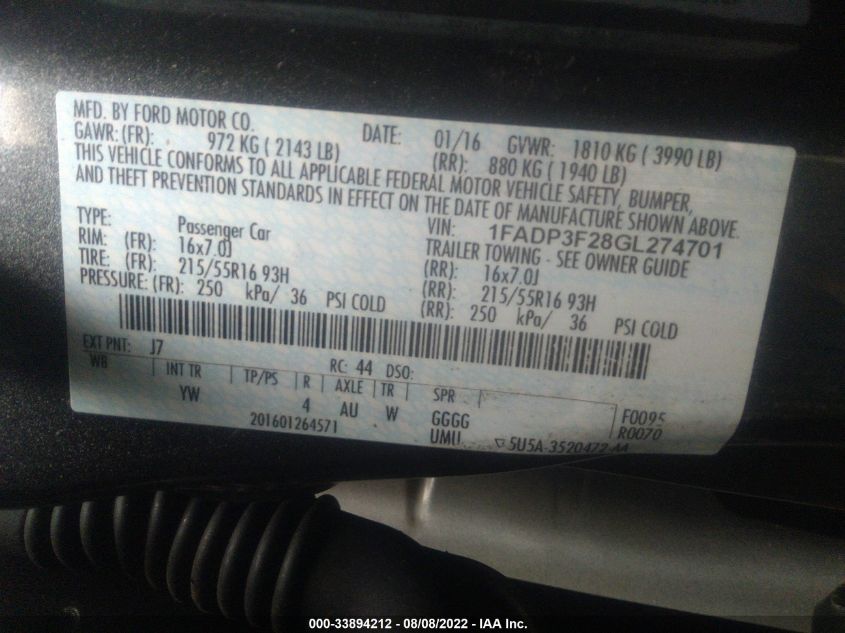 MFD. BY FORD MOTOR CO. DATE: 01/16 GVWR: 1810 KG ( 3990 LB)
GAWR: (FR): 972 KG ( 2143 LB) (RR): 880 KG ( 1940 LB)
THIS VEHICLE CONFORMS TO ALL APPLICABLE FEDERAL MOTOR VEHICLE SAFETY, BUMPER,
AND THEFT PREVENTION STANDARDS IN EFFECT ON THE DATE OF MANUFACTURE SHOWN ABOVE.
VIN: 1FADP3F28GL274701
TYPE: Passenger Car TRAILER TOWING - SEE OWNER GUIDE
RIM: (FR): 16x7.0J (RR): 16x7.0J
TIRE: (FR): 215/55R16 93H (RR): 215/55R16 93H
PRESSURE: (FR): 250 kPa/ 36 PSI COLD (RR): 250 kPa/ 36 PSI COLD
EXT PNT: J7 RC: 44 DSO:
WB INT TR TP/PS R AXLE TR SPR
YW 4 AU W GGGG F0095
UMU R0070
201601264571 5U5A-3520472-AA
000-33894212 - 08/08/2022 - IAA Inc.